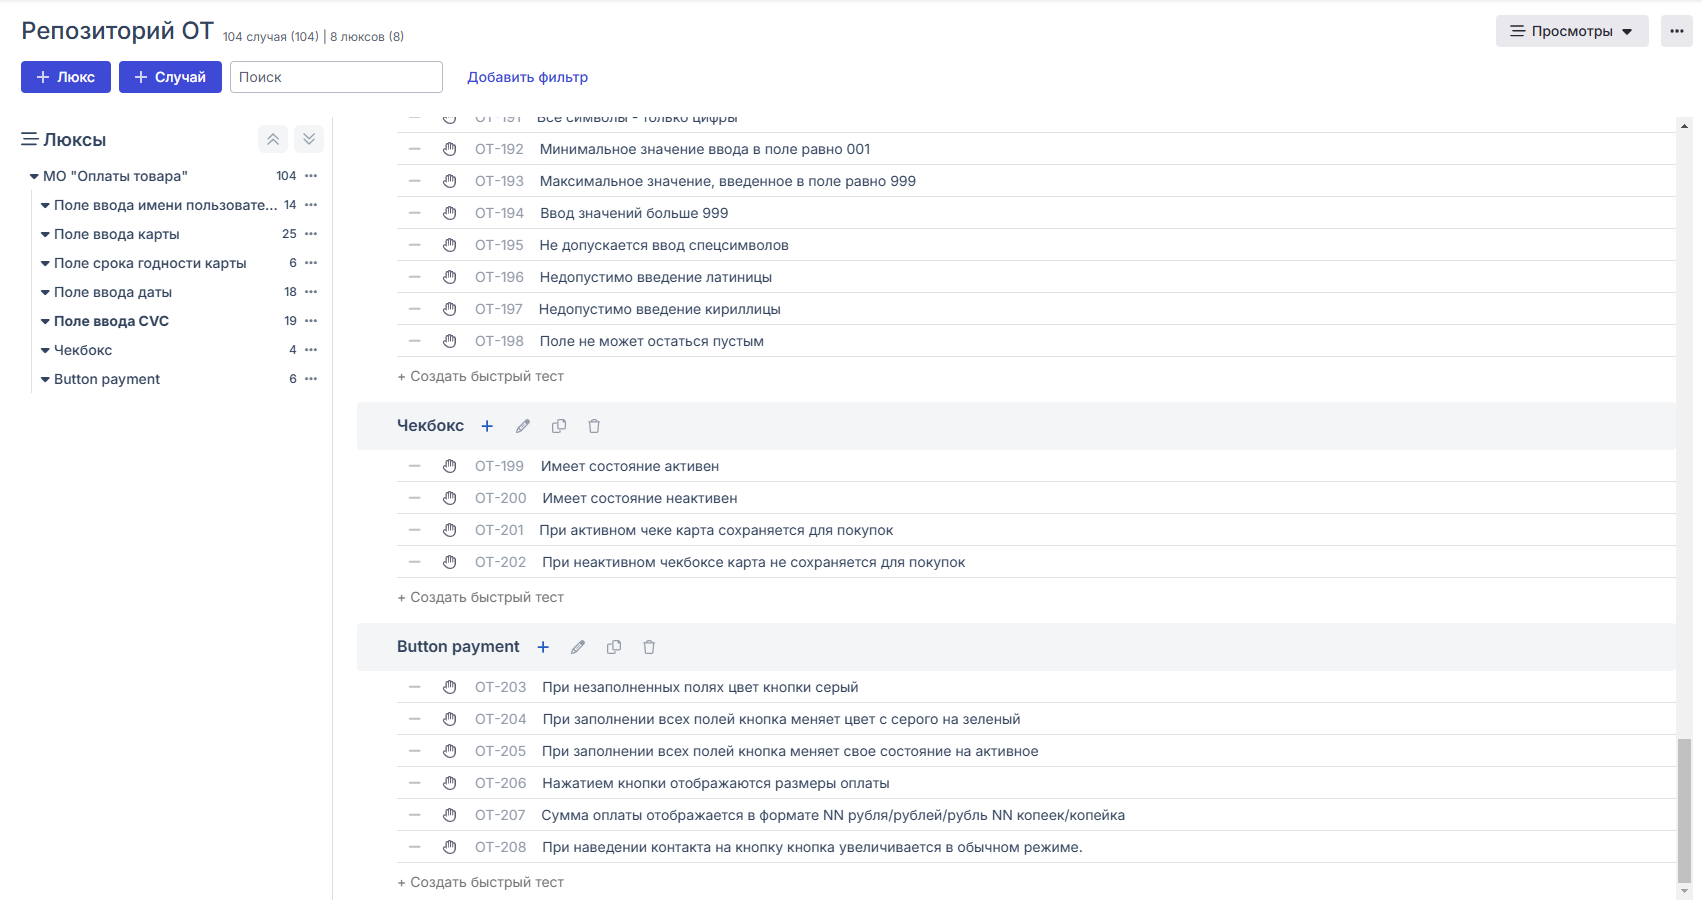 Репозиторий ОТ 104 случая (104) | 8 люксов (8)
Просмотры
Люкс
Случай
Поиск
Добавить фильтр
Люксы
МО "Оплаты товара" 104
Поле ввода имени пользовате... 14
Поле ввода карты 25
Поле срока годности карты 6
Поле ввода даты 18
Поле ввода CVC 19
Чекбокс 4
Button payment 6
ОТ-191 Все символы - только цифры
ОТ-192 Минимальное значение ввода в поле равно 001
ОТ-193 Максимальное значение, введенное в поле равно 999
ОТ-194 Ввод значений больше 999
ОТ-195 Не допускается ввод спецсимволов
ОТ-196 Недопустимо введение латиницы
ОТ-197 Недопустимо введение кириллицы
ОТ-198 Поле не может остаться пустым
+ Создать быстрый тест
Чекбокс
ОТ-199 Имеет состояние активен
ОТ-200 Имеет состояние неактивен
ОТ-201 При активном чеке карта сохраняется для покупок
ОТ-202 При неактивном чекбоксе карта не сохраняется для покупок
+ Создать быстрый тест
Button payment
ОТ-203 При незаполненных полях цвет кнопки серый
ОТ-204 При заполнении всех полей кнопка меняет цвет с серого на зеленый
ОТ-205 При заполнении всех полей кнопка меняет свое состояние на активное
ОТ-206 Нажатием кнопки отображаются размеры оплаты
ОТ-207 Сумма оплаты отображается в формате NN рубля/рублей/рубль NN копеек/копейка
ОТ-208 При наведении контакта на кнопку кнопка увеличивается в обычном режиме.
+ Создать быстрый тест